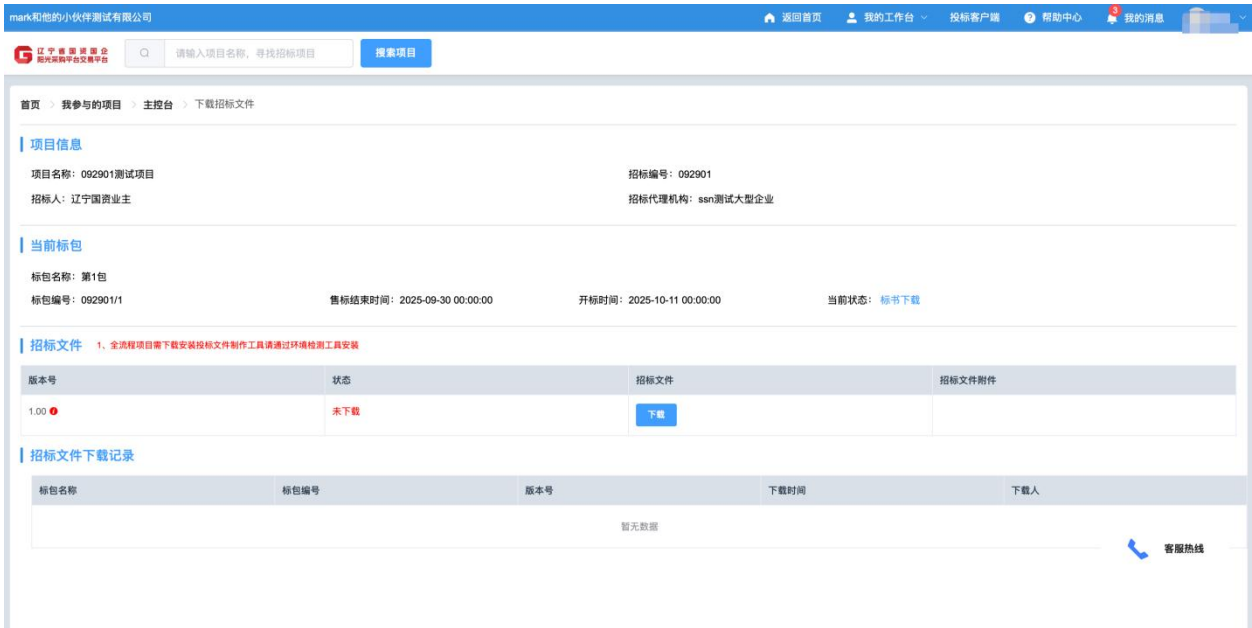 mark和他的小伙伴测试有限公司 返回首页 我的工作台 投标客户端 帮助中心 3 我的消息
辽宁省国资国企
阳光采购平台交易平台
请输入项目名称，寻找招标项目 搜索项目
首页 我参与的项目 主控台 下载招标文件
项目信息
项目名称：092901测试项目 招标编号：092901
招标人：辽宁国资业主 招标代理机构：ssn测试大型企业
当前标包
标包名称：第1包
标包编号：092901/1 售标结束时间：2025-09-30 00:00:00 开标时间：2025-10-11 00:00:00 当前状态：标书下载
招标文件 1、全流程项目需下载安装投标文件制作工具请通过环境检测工具安装
版本号 状态 招标文件 招标文件附件
1.00 未下载 下载
招标文件下载记录
标包名称 标包编号 版本号 下载时间 下载人
暂无数据
客服热线